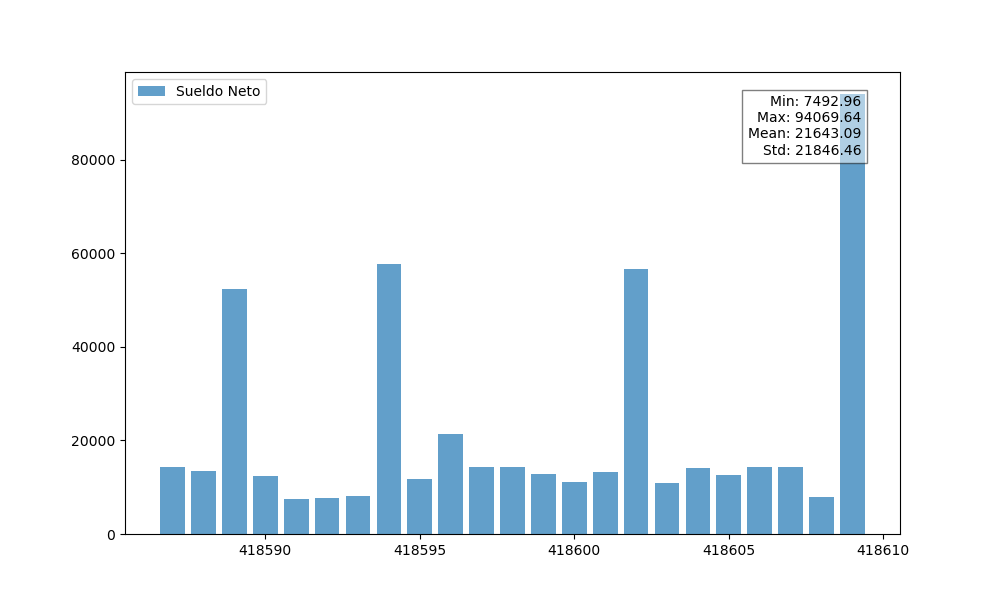 Sueldo Neto
Min: 7492.96
Max: 94069.64
Mean: 21643.09
Std: 21846.46
80000
60000
40000
20000
0
418590 418595 418600 418605 418610